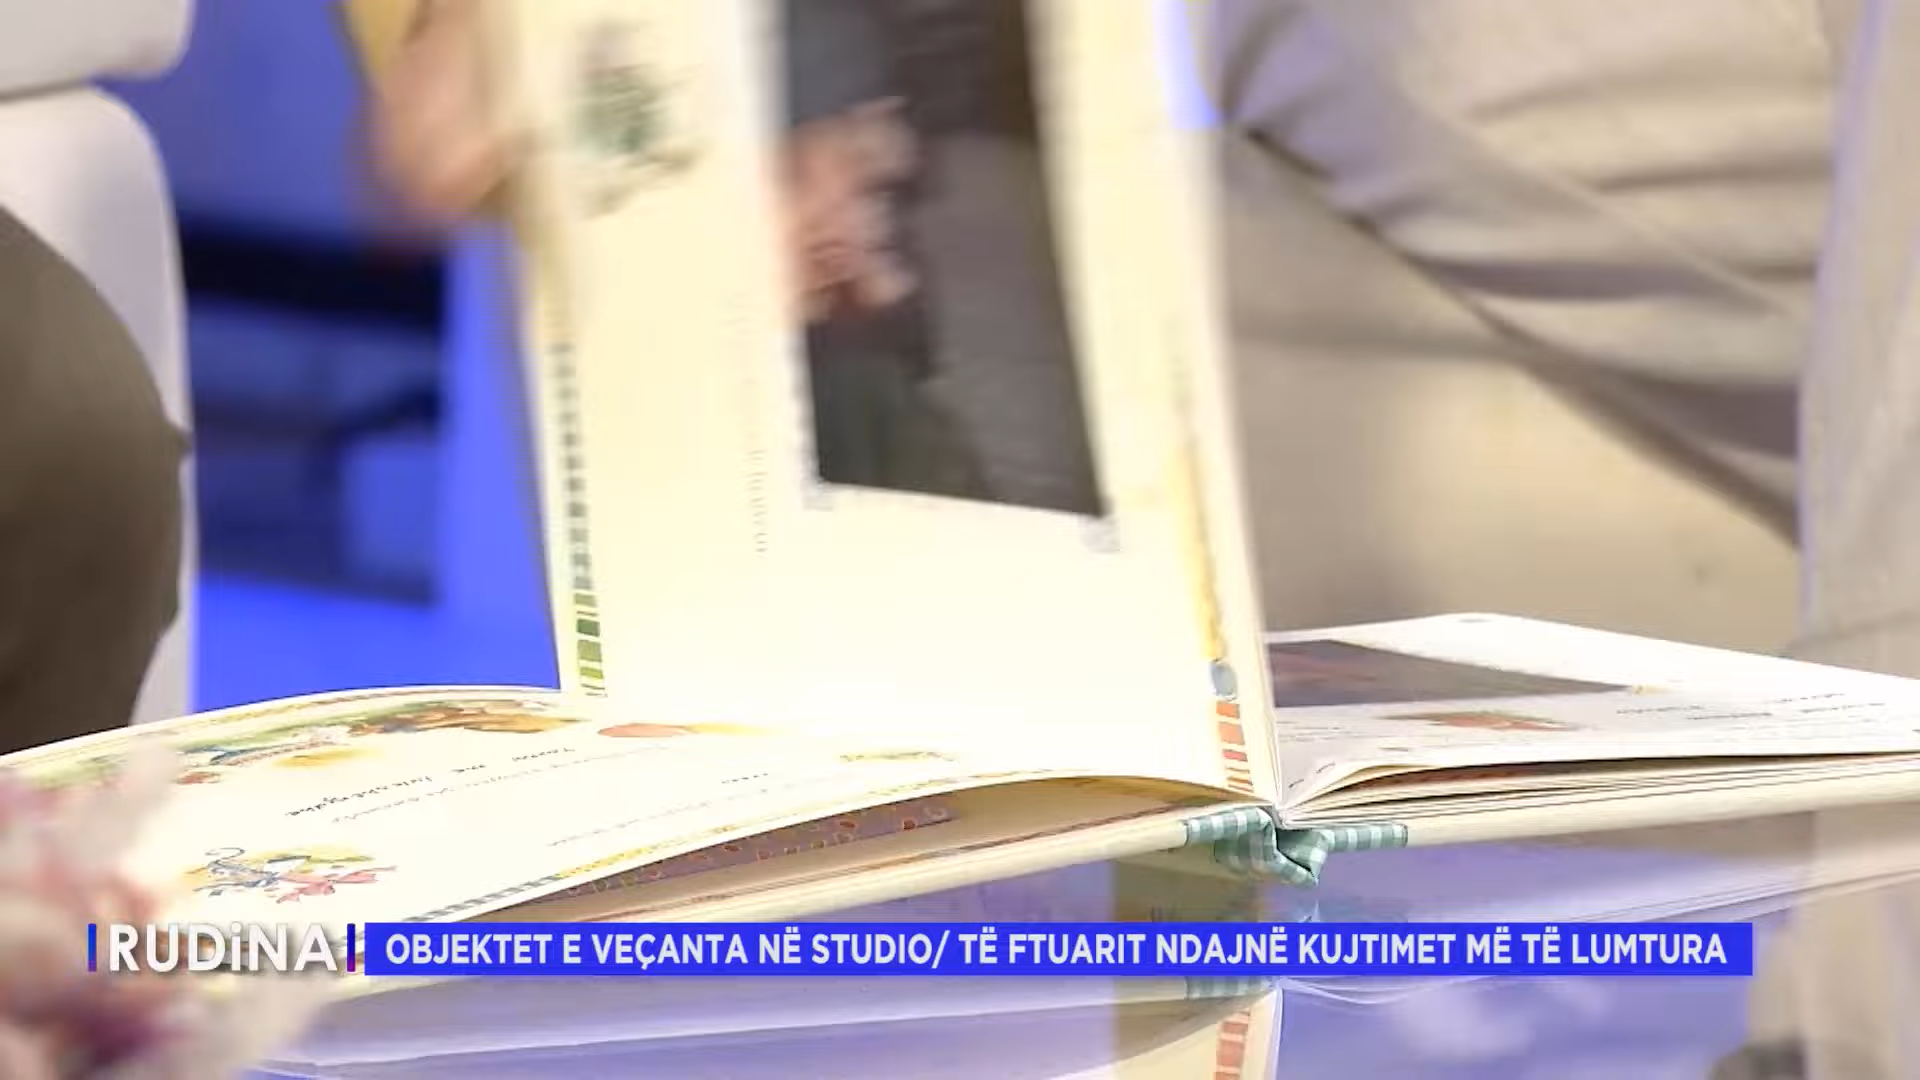 RUDiNA
OBJEKTET E VEÇANTA NË STUDIO/ TË FTUARIT NDAJNË KUJTIMET MË TË LUMTURA